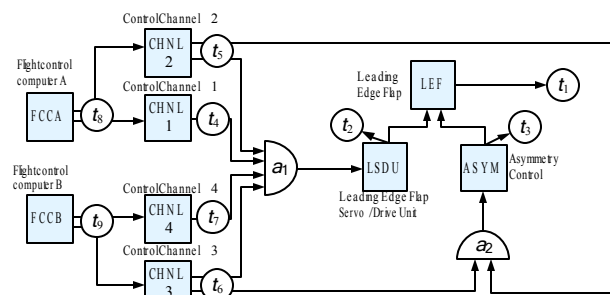 ControlChannel 2
CHNL
2
t5
Flightcontrol
computer A
FCCA
t8
ControlChannel 1
CHNL
1
t4
Leading
Edge Flap
LEF
t1
t2
t3
a1
LSDU
ASYM
Asymmetry
Control
Leading Edge Flap
Servo /Drive Unit
Flightcontrol
computer B
FCCB
t9
ControlChannel 4
CHNL
4
t7
a2
ControlChannel 3
CHNL
3
t6